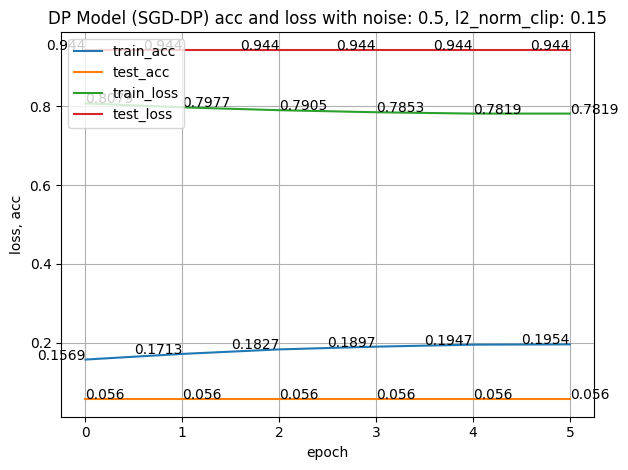 DP Model (SGD-DP) acc and loss with noise: 0.5, l2_norm_clip: 0.15
0.944 0.944 0.944 0.944 0.944 0.944
train_acc
test_acc
train_loss
test_loss
0.8079 0.7977 0.7905 0.7853 0.7819 0.7819
0.1569 0.1713 0.1827 0.1897 0.1947 0.1954
0.056 0.056 0.056 0.056 0.056 0.056
loss, acc
0.8
0.6
0.4
0.2
0 1 2 3 4 5
epoch